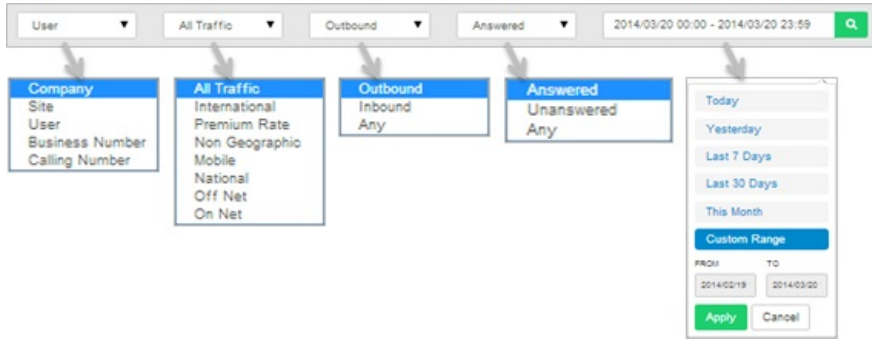 User All Traffic Outbound Answered 2014/03/20 00:00 - 2014/03/20 23:59
Company
Site
User
Business Number
Calling Number
All Traffic
International
Premium Rate
Non Geographic
Mobile
National
Off Net
On Net
Outbound
Inbound
Any
Answered
Unanswered
Any
Today
Yesterday
Last 7 Days
Last 30 Days
This Month
Custom Range
FROM TO
2014/02/19 2014/03/20
Apply Cancel